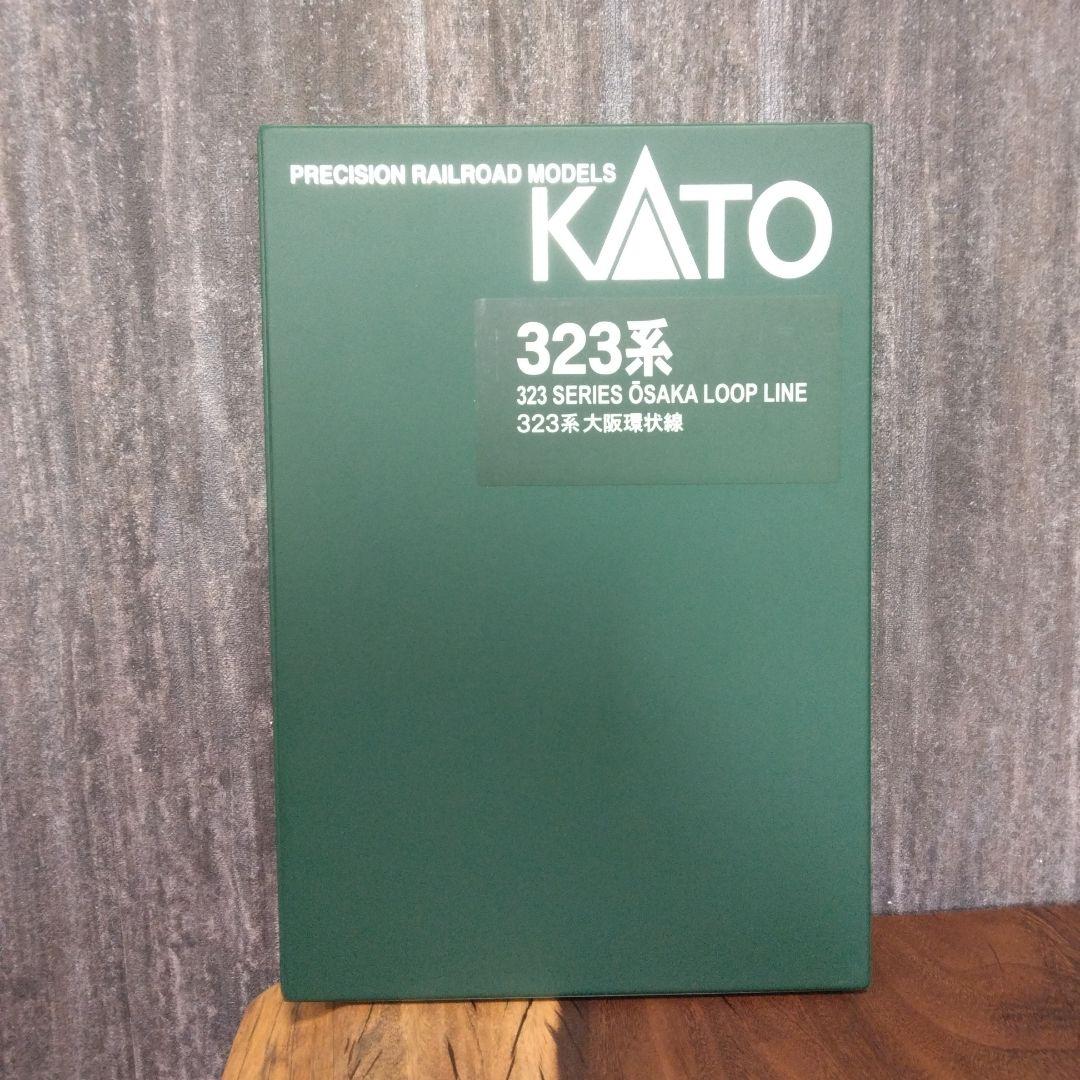 PRECISION RAILROAD MODELS
KATO
323系
323 SERIES ŌSAKA LOOP LINE
323系 大阪環状線